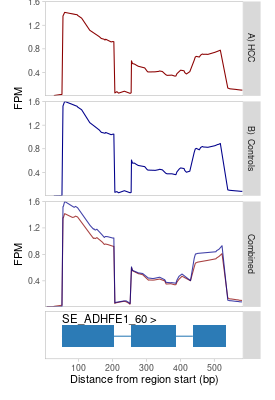 1.6
1.2
0.8
0.4
A) HCC
FPM
1.6
1.2
0.8
0.4
B) Controls
1.6
1.2
0.8
0.4
Combined
FPM
SE_ADHFE1_60 >
100 200 300 400 500
Distance from region start (bp)